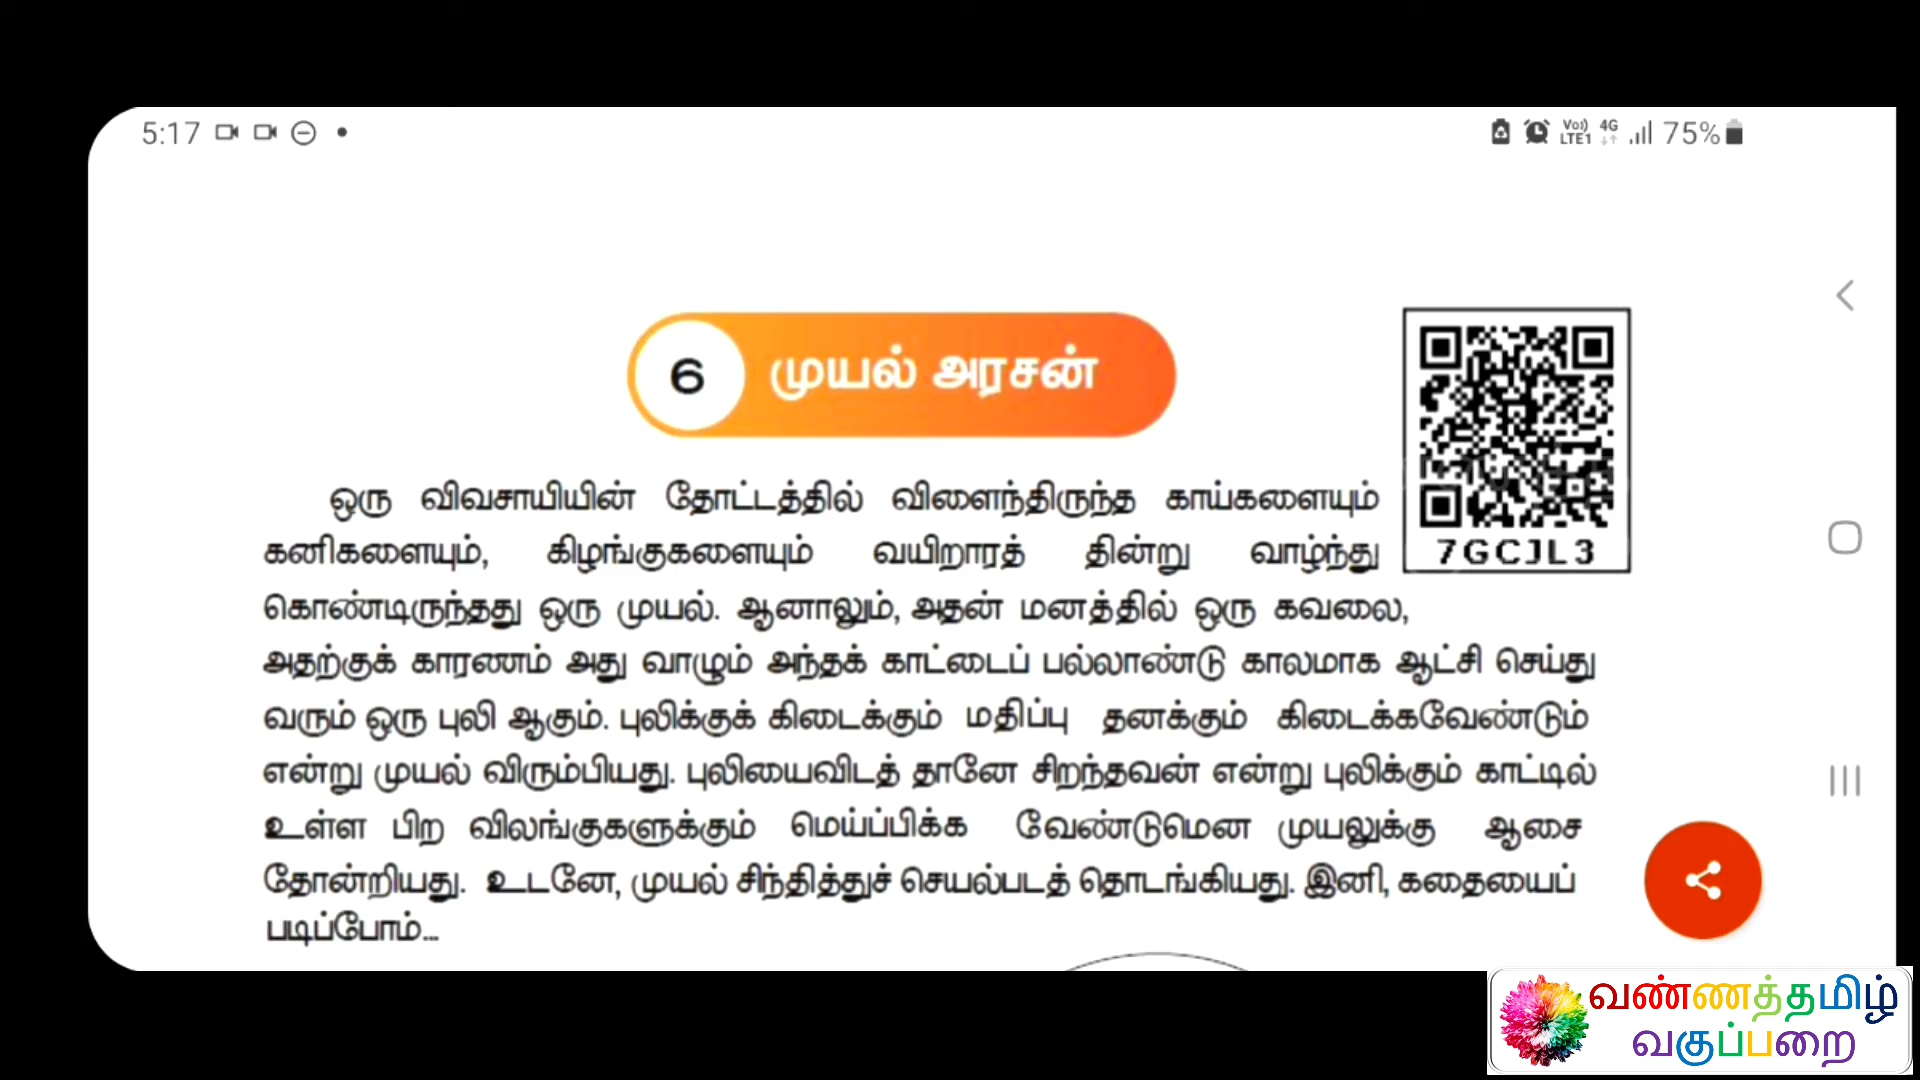 5:17
Vo) 4G 75%
LTE1
6 முயல் அரசன்
ஒரு விவசாயியின் தோட்டத்தில் விளைந்திருந்த காய்களையும்
கனிகளையும், கிழங்குகளையும் வயிறாரத் தின்று வாழ்ந்து
7GCJL3
கொண்டிருந்தது ஒரு முயல். ஆனாலும், அதன் மனத்தில் ஒரு கவலை,
அதற்குக் காரணம் அது வாழும் அந்தக் காட்டைப் பல்லாண்டு காலமாக ஆட்சி செய்து
வரும் ஒரு புலி ஆகும். புலிக்குக் கிடைக்கும் மதிப்பு தனக்கும் கிடைக்கவேண்டும்
என்று முயல் விரும்பியது. புலியைவிடத் தானே சிறந்தவன் என்று புலிக்கும் காட்டில்
உள்ள பிற விலங்குகளுக்கும் மெய்ப்பிக்க வேண்டுமென முயலுக்கு ஆசை
தோன்றியது. உடனே, முயல் சிந்தித்துச் செயல்படத் தொடங்கியது. இனி, கதையைப்
படிப்போம்...
வண்ணத்தமிழ்
வகுப்பறை